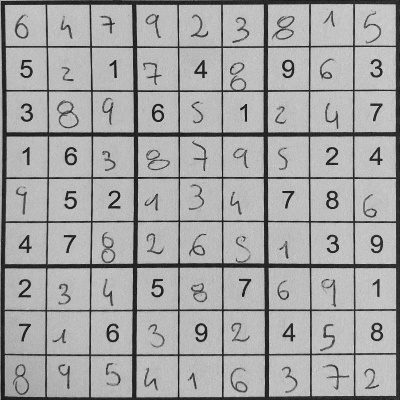 6 4 7 9 2 3 8 1 5
5 2 1 7 4 8 9 6 3
3 8 9 6 5 1 2 4 7
1 6 3 8 7 9 5 2 4
9 5 2 1 3 4 7 8 6
4 7 8 2 6 5 1 3 9
2 3 4 5 8 7 6 9 1
7 1 6 3 9 2 4 5 8
8 9 5 4 1 6 3 7 2